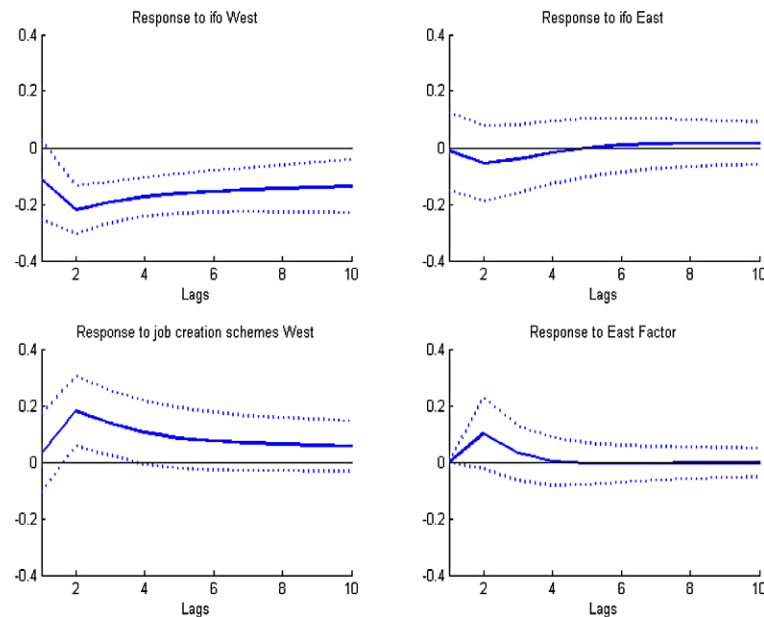 Response to ifo West
0.4
0.2
0
-0.2
-0.4
2 4 6 8 10
Lags
Response to ifo East
0.4
0.2
0
-0.2
-0.4
2 4 6 8 10
Lags
Response to job creation schemes West
0.4
0.2
0
-0.2
-0.4
2 4 6 8 10
Lags
Response to East Factor
0.4
0.2
0
-0.2
-0.4
2 4 6 8 10
Lags